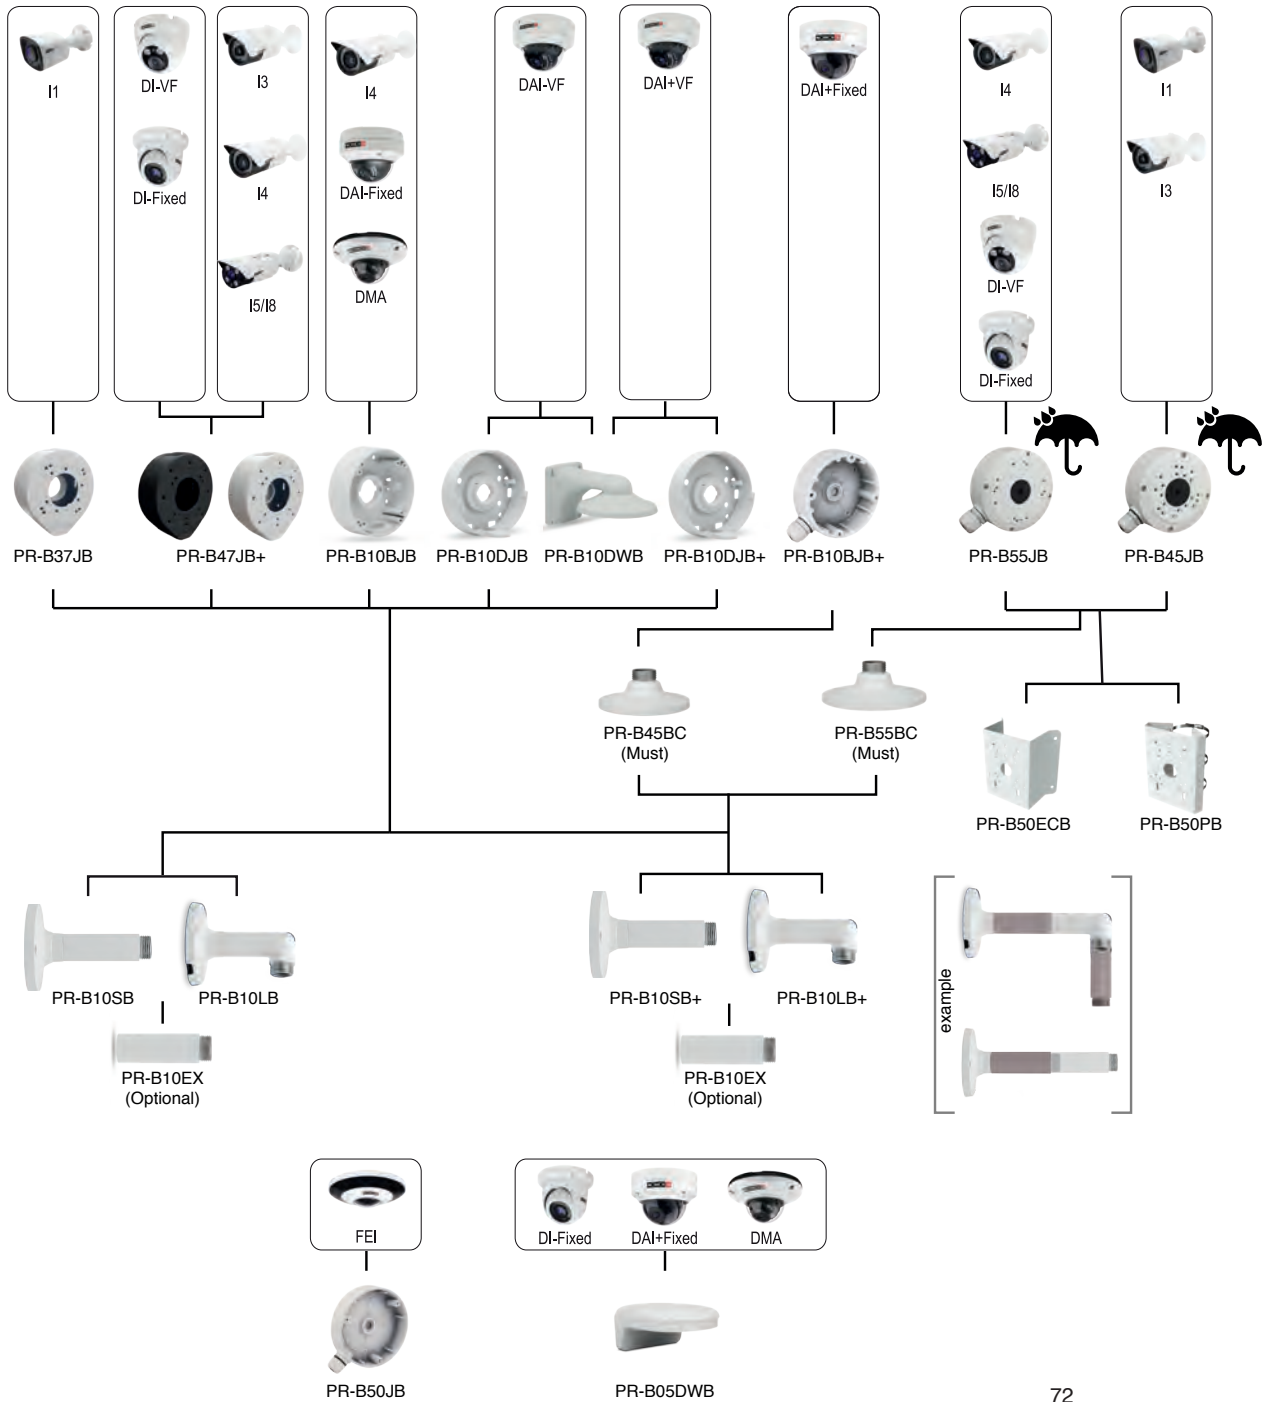 I1
DI-VF
I3
I4
DAI-VF
DAI+VF
DAI+Fixed
I4
I1
DI-Fixed
I4
DAI-Fixed
I5/I8
I3
I5/I8
DMA
DI-VF
DI-Fixed
PR-B37JB
PR-B47JB+
PR-B10BJB
PR-B10DJB
PR-B10DWB
PR-B10DJB+
PR-B10BJB+
PR-B55JB
PR-B45JB
PR-B45BC
(Must)
PR-B55BC
(Must)
PR-B50ECB
PR-B50PB
PR-B10SB
PR-B10LB
PR-B10SB+
PR-B10LB+
example
PR-B10EX
(Optional)
PR-B10EX
(Optional)
FEI
DI-Fixed
DAI+Fixed
DMA
PR-B50JB
PR-B05DWB
72